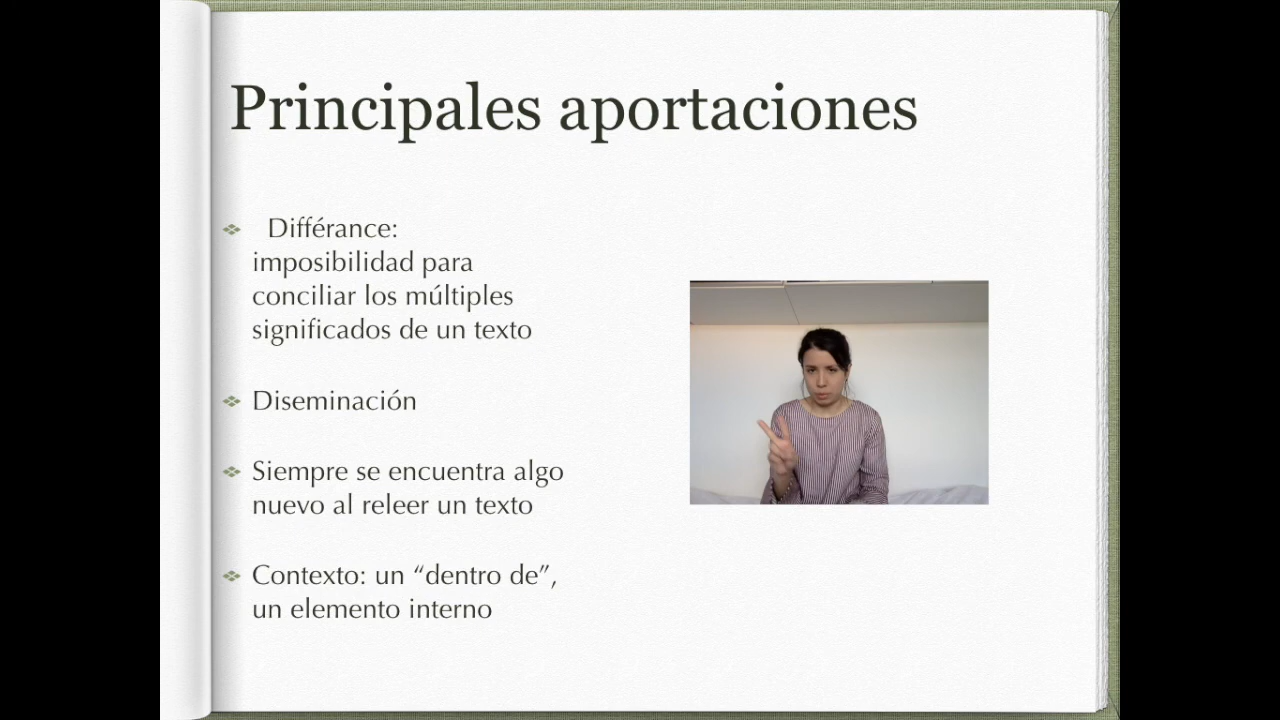 Principales aportaciones
Différance:
imposibilidad para
conciliar los múltiples
significados de un texto
Diseminación
Siempre se encuentra algo
nuevo al releer un texto
Contexto: un “dentro de”,
un elemento interno